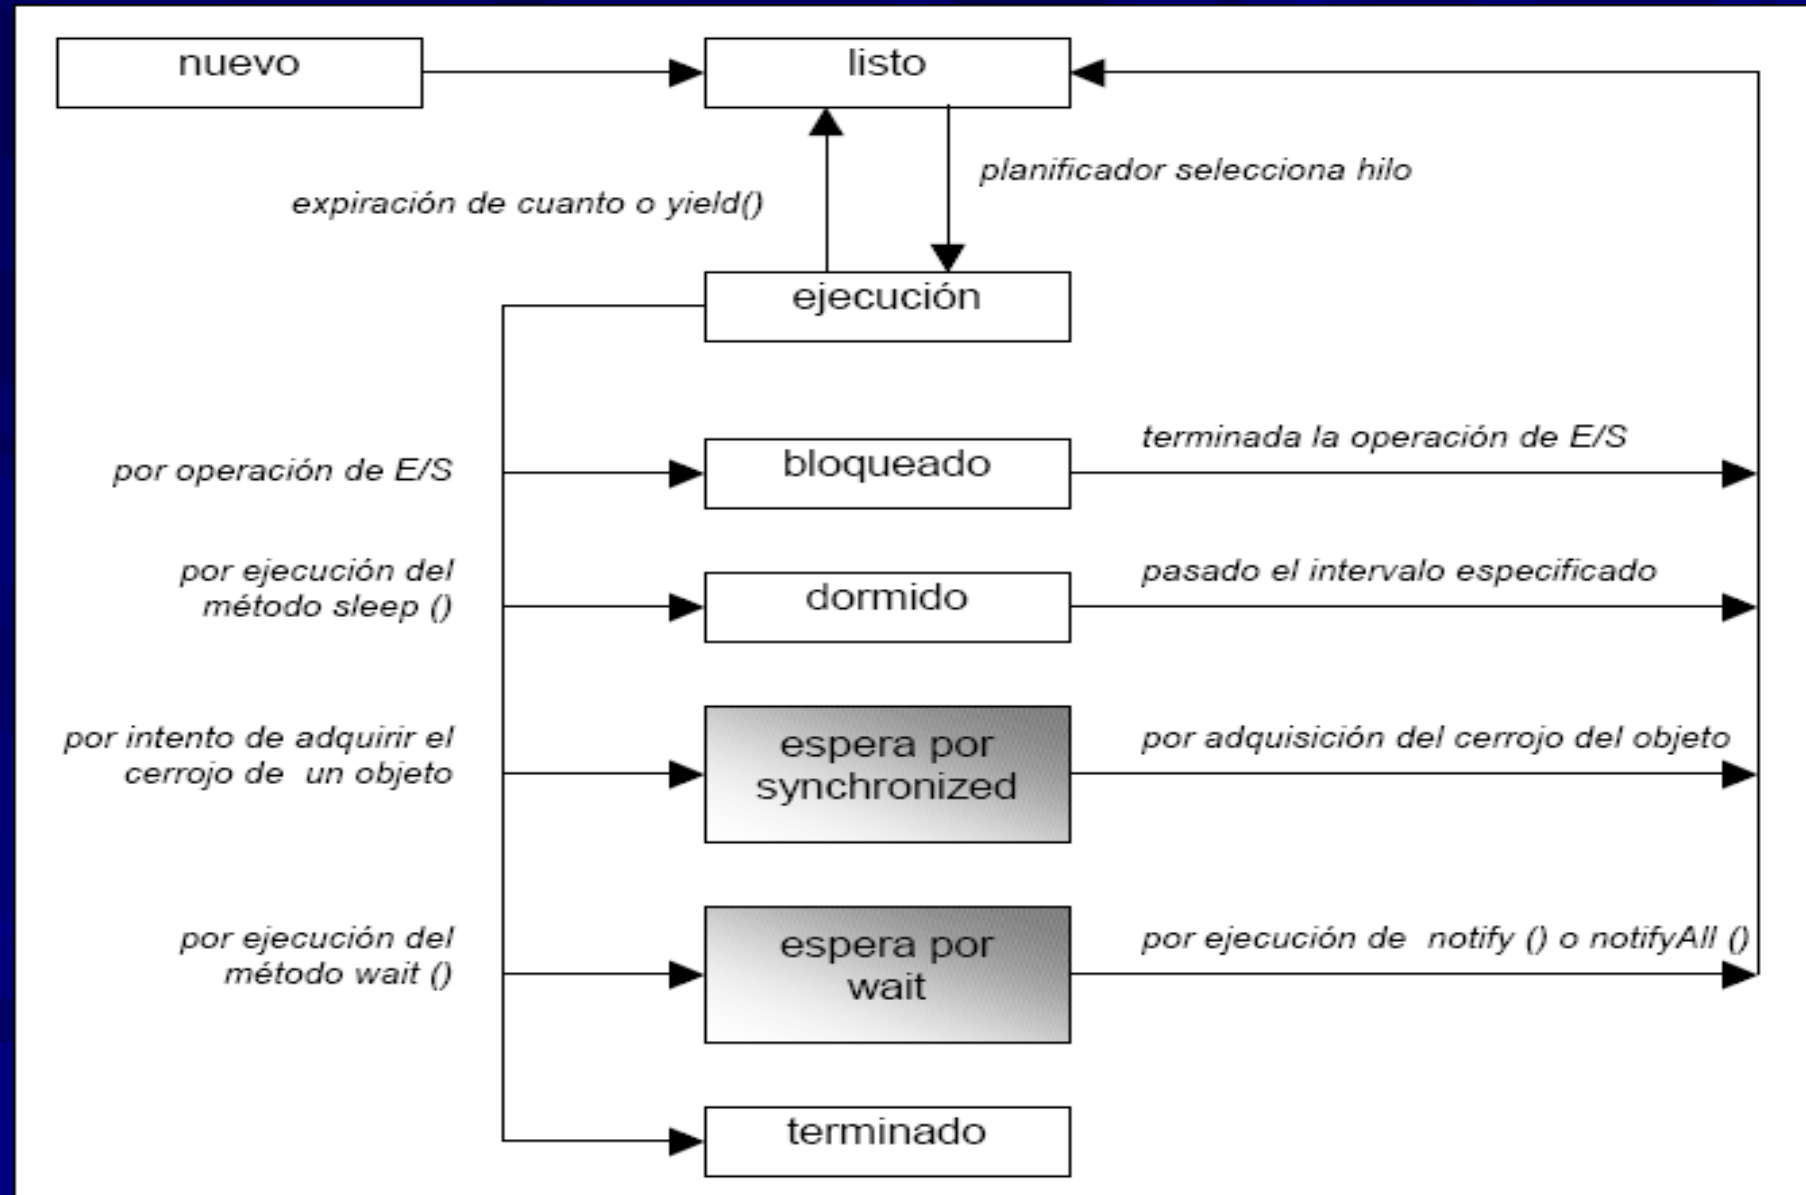 nuevo
listo
planificador selecciona hilo
expiración de cuanto o yield()
ejecución
por operación de E/S
bloqueado
terminada la operación de E/S
por ejecución del
método sleep ()
dormido
pasado el intervalo especificado
por intento de adquirir el
cerrojo de  un objeto
espera por
synchronized
por adquisición del cerrojo del objeto
por ejecución del
método wait ()
espera por
wait
por ejecución de  notify () o notifyAll ()
terminado